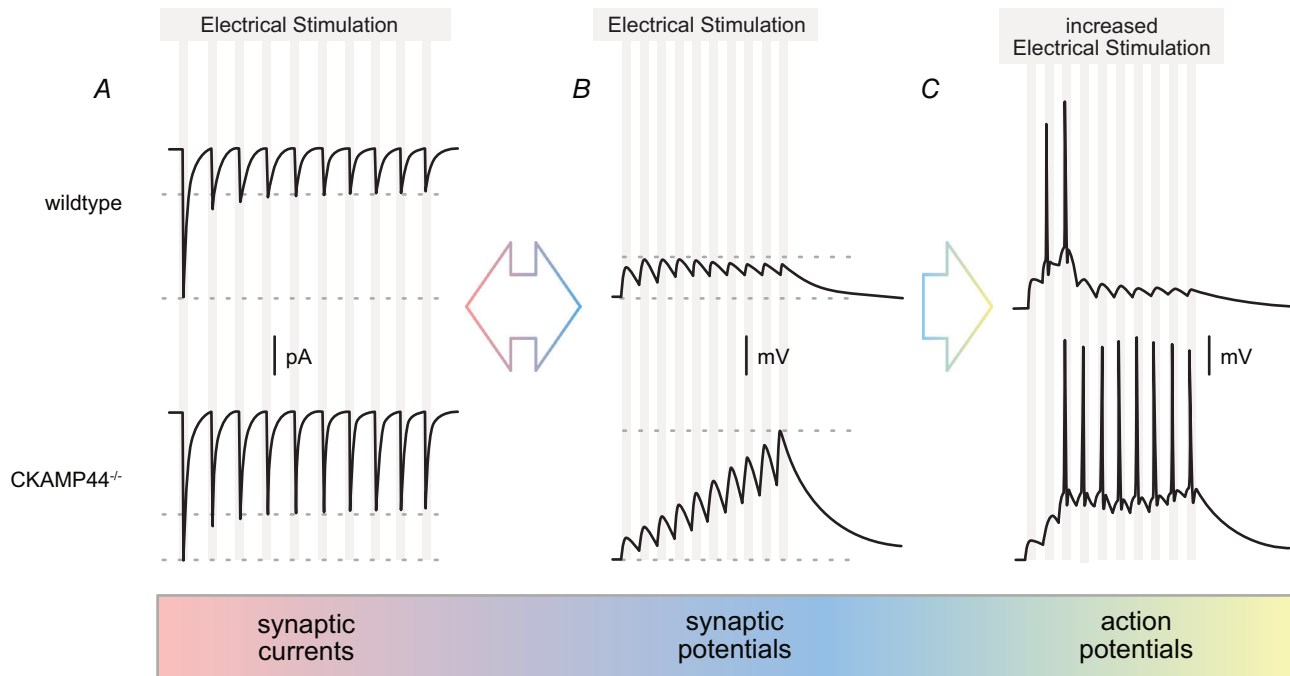 Electrical Stimulation
Electrical Stimulation
increased
Electrical Stimulation
A
B
C
wildtype
pA
mV
mV
CKAMP44-/-
synaptic
currents
synaptic
potentials
action
potentials